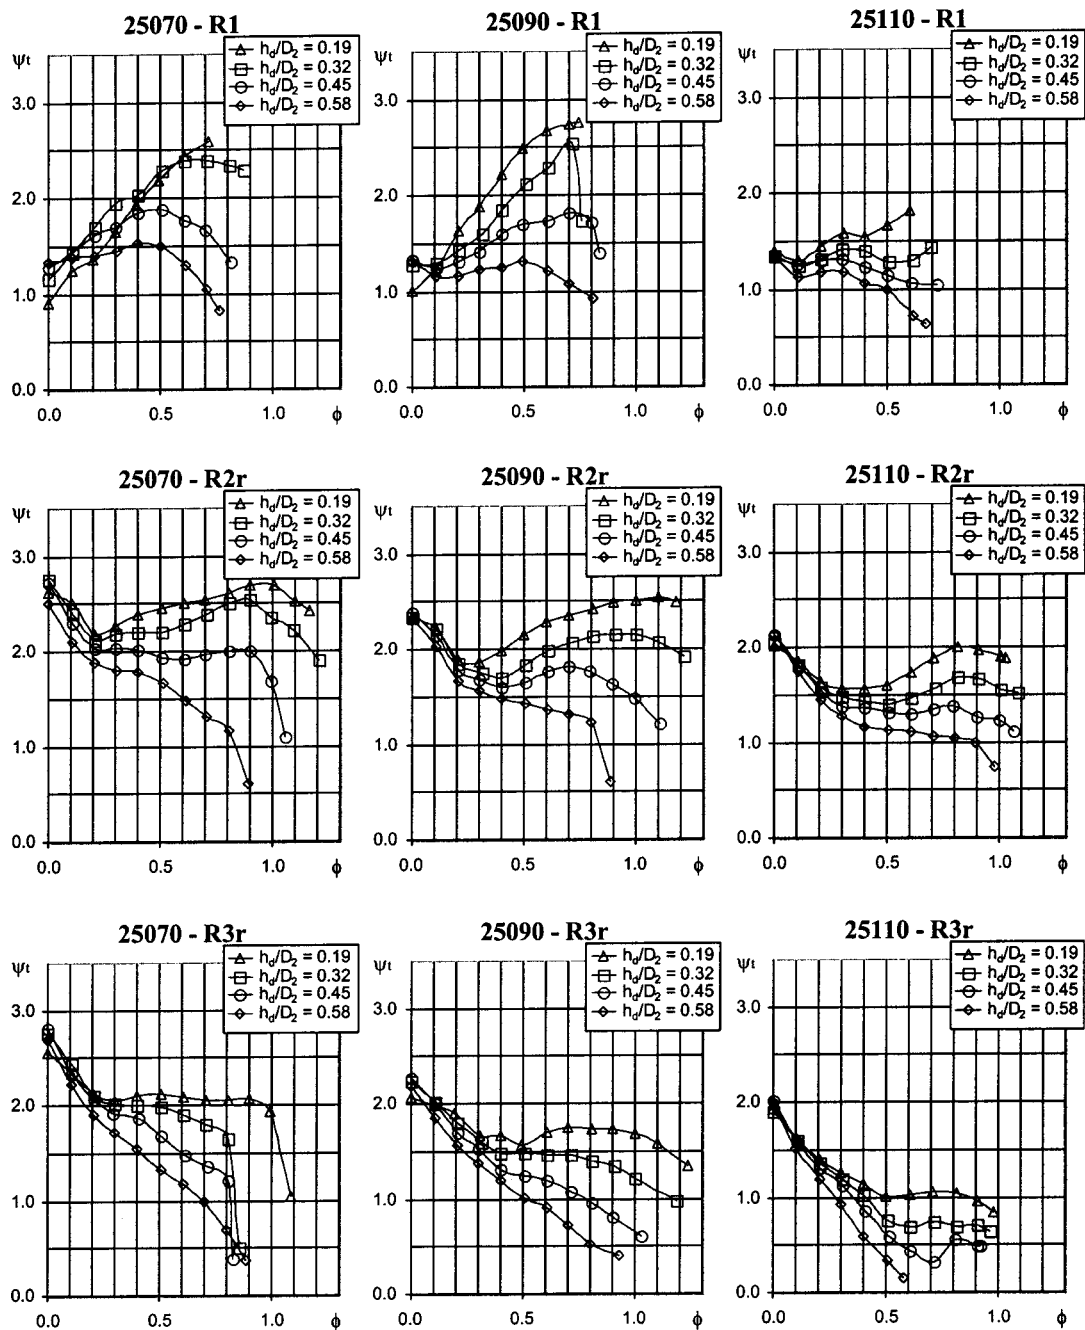 25070 - R1
ψt
h_d/D_2 = 0.19
h_d/D_2 = 0.32
h_d/D_2 = 0.45
h_d/D_2 = 0.58
3.0
2.0
1.0
0.0
0.0 0.5 1.0 ϕ
25090 - R1
ψt
h_d/D_2 = 0.19
h_d/D_2 = 0.32
h_d/D_2 = 0.45
h_d/D_2 = 0.58
3.0
2.0
1.0
0.0
0.0 0.5 1.0 ϕ
25110 - R1
ψt
h_d/D_2 = 0.19
h_d/D_2 = 0.32
h_d/D_2 = 0.45
h_d/D_2 = 0.58
3.0
2.0
1.0
0.0
0.0 0.5 1.0 ϕ
25070 - R2r
ψt
h_d/D_2 = 0.19
h_d/D_2 = 0.32
h_d/D_2 = 0.45
h_d/D_2 = 0.58
3.0
2.0
1.0
0.0
0.0 0.5 1.0 ϕ
25090 - R2r
ψt
h_d/D_2 = 0.19
h_d/D_2 = 0.32
h_d/D_2 = 0.45
h_d/D_2 = 0.58
3.0
2.0
1.0
0.0
0.0 0.5 1.0 ϕ
25110 - R2r
ψt
h_d/D_2 = 0.19
h_d/D_2 = 0.32
h_d/D_2 = 0.45
h_d/D_2 = 0.58
3.0
2.0
1.0
0.0
0.0 0.5 1.0 ϕ
25070 - R3r
ψt
h_d/D_2 = 0.19
h_d/D_2 = 0.32
h_d/D_2 = 0.45
h_d/D_2 = 0.58
3.0
2.0
1.0
0.0
0.0 0.5 1.0 ϕ
25090 - R3r
ψt
h_d/D_2 = 0.19
h_d/D_2 = 0.32
h_d/D_2 = 0.45
h_d/D_2 = 0.58
3.0
2.0
1.0
0.0
0.0 0.5 1.0 ϕ
25110 - R3r
ψt
h_d/D_2 = 0.19
h_d/D_2 = 0.32
h_d/D_2 = 0.45
h_d/D_2 = 0.58
3.0
2.0
1.0
0.0
0.0 0.5 1.0 ϕ